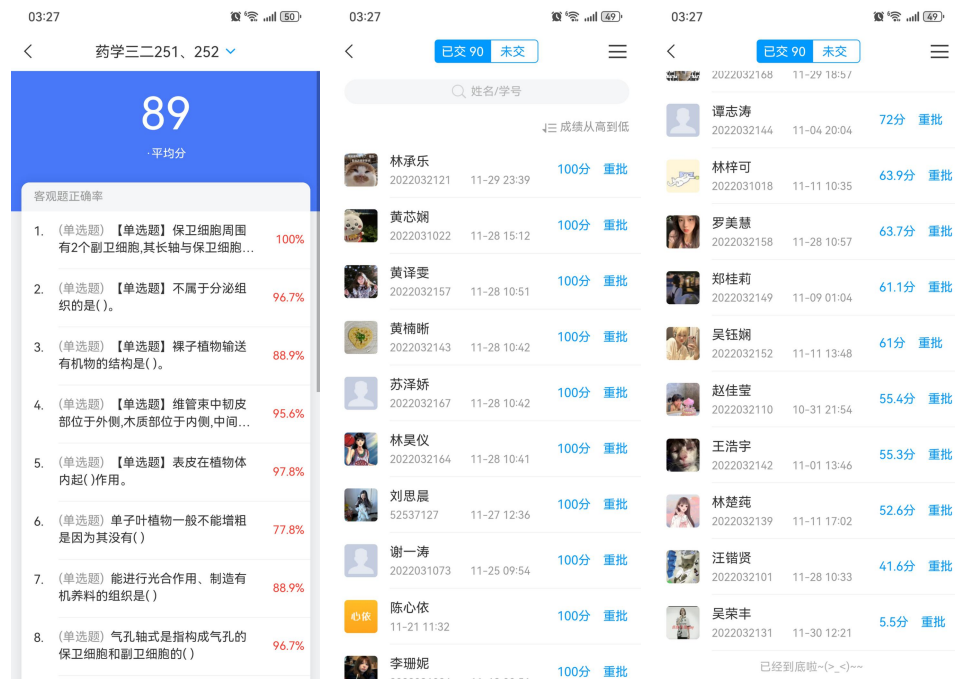 03:27
50
药学三二251、252
89
·平均分
客观题正确率
1. (单选题) 【单选题】保卫细胞周围
有2个副卫细胞,其长轴与保卫细胞...
100%
2. (单选题) 【单选题】不属于分泌组
织的是( )。
96.7%
3. (单选题) 【单选题】裸子植物输送
有机物的结构是( )。
88.9%
4. (单选题) 【单选题】维管束中韧皮
部位于外侧,木质部位于内侧,中间...
95.6%
5. (单选题) 【单选题】表皮在植物体
内起( )作用。
97.8%
6. (单选题) 单子叶植物一般不能增粗
是因为其没有( )
77.8%
7. (单选题) 能进行光合作用、制造有
机养料的组织是( )
88.9%
8. (单选题) 气孔轴式是指构成气孔的
保卫细胞和副卫细胞的( )
96.7%
03:27
49
已交 90 未交
姓名/学号
成绩从高到低
林承乐
2022032121 11-29 23:39
100分 重批
黄芯娴
2022031022 11-28 15:12
100分 重批
黄译雯
2022032157 11-28 10:51
100分 重批
黄楠晰
2022032143 11-28 10:42
100分 重批
苏泽娇
2022032167 11-28 10:42
100分 重批
林昊仪
2022032164 11-28 10:41
100分 重批
刘思晨
52537127 11-27 12:36
100分 重批
谢一涛
2022031073 11-25 09:54
100分 重批
心依
陈心依
11-21 11:32
100分 重批
李珊妮
100分 重批
03:27
49
已交 90 未交
2022032168 11-29 18:57
谭志涛
2022032144 11-04 20:04
72分 重批
林梓可
2022031018 11-11 10:35
63.9分 重批
罗美慧
2022032158 11-28 10:57
63.7分 重批
郑桂莉
2022032149 11-09 01:04
61.1分 重批
吴钰娴
2022032152 11-11 13:48
61分 重批
赵佳莹
2022032110 10-31 21:54
55.4分 重批
王浩宇
2022032142 11-01 13:46
55.3分 重批
林楚莼
2022032139 11-11 17:02
52.6分 重批
汪锴贤
2022032101 11-28 10:33
41.6分 重批
吴荣丰
2022032131 11-30 12:21
5.5分 重批
已经到底啦~(>_<)~~